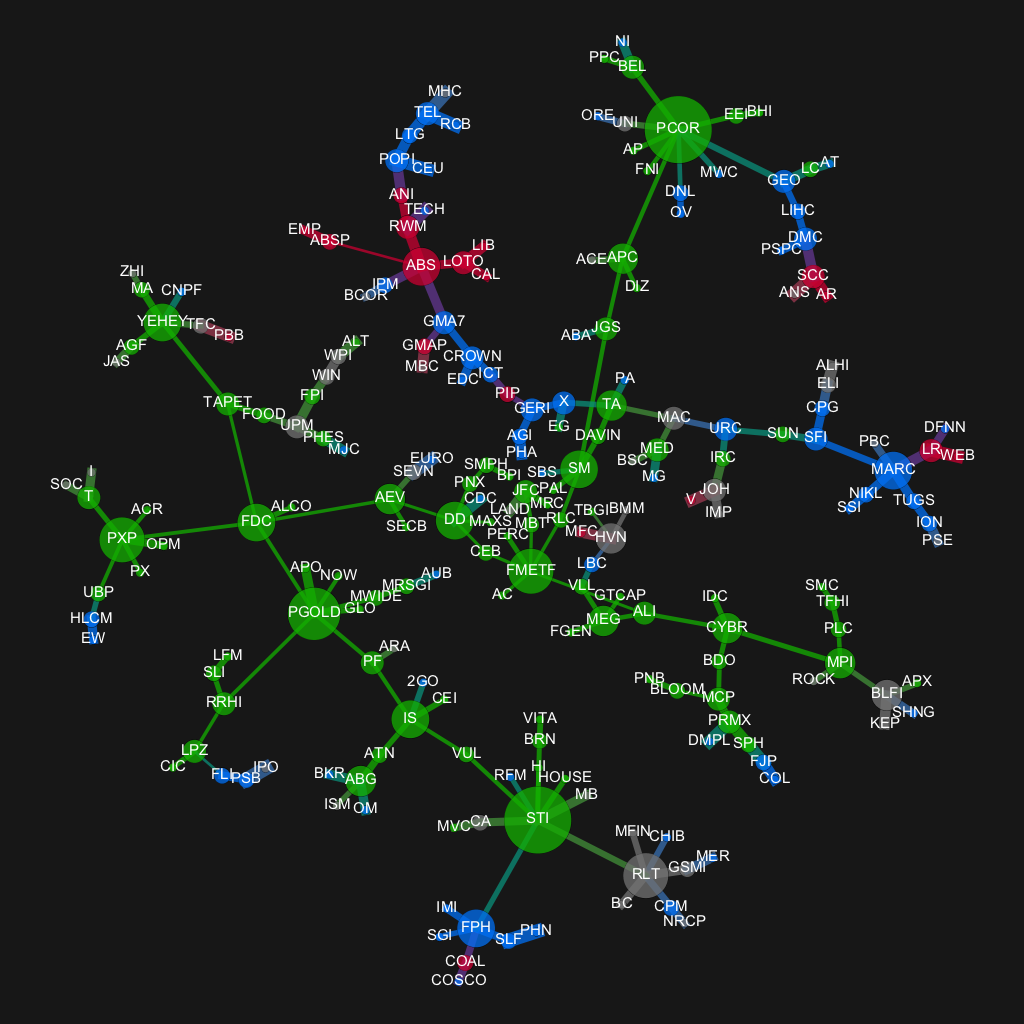 NI
PPC
BEL
MHC
TEL
RCB
LTG
ORE
UNI
PCOR
EEI
BHI
AP
FNI
MWC
POPI
CEU
LC
AT
GEO
DNL
OV
ANI
TECH
RWM
LIHC
EMP
ABSP
DMC
PSPC
LIB
LOTO
CAL
ABS
ACE
APC
DIZ
SCC
ANS
AR
ZHI
MA
CNPF
IPM
BCOR
YEHEY
TFC
PBB
GMA7
JGS
ABA
AGF
JAS
GMAP
MBC
CROWN
EDC
ICT
ALT
WPI
WIN
FPI
PIP
PA
ALHI
ELI
TAPET
FOOD
UPM
PHES
MJC
GERI
X
EG
TA
MAC
CPG
AGI
PHA
DAVIN
URC
SUN
SFI
DFNN
PBC
LR
WEB
MED
BSC
MG
IRC
EURO
SEVN
SMPH
BPI
SBS
SM
MARC
I
SOC
T
PNX
JFC
PAL
JOH
V
IMP
NIKL
SSI
TUGS
ION
PSE
AEV
CDC
LAND
MRC
ACR
ALCO
FDC
SECB
DD
MAXS
MBT
RLC
TBGI
BMM
PXP
OPM
PERC
MFC
HVN
CEB
PX
APO
NOW
AUB
MRSGI
FMETF
LBC
UBP
MWIDE
GLO
PGOLD
AC
VLL
GTCAP
IDC
SMC
TFHI
HLCM
EW
MEG
ALI
FGEN
CYBR
PLC
LFM
SLI
ARA
PF
BDO
MPI
RRHI
2GO
CEI
PNB
BLOOM
MCP
ROCK
BLFI
APX
SHNG
KEP
IS
VITA
PRMX
DMPL
SPH
LPZ
CIC
ATN
VUL
BRN
FJP
COL
FLI
PSB
IPO
BKR
ABG
HI
RFM
HOUSE
MB
ISM
OM
MVC
CA
STI
MFIN
CHIB
GSMI
MER
RLT
BC
CPM
NRCP
IMI
SGI
FPH
SLF
PHN
COAL
COSCO